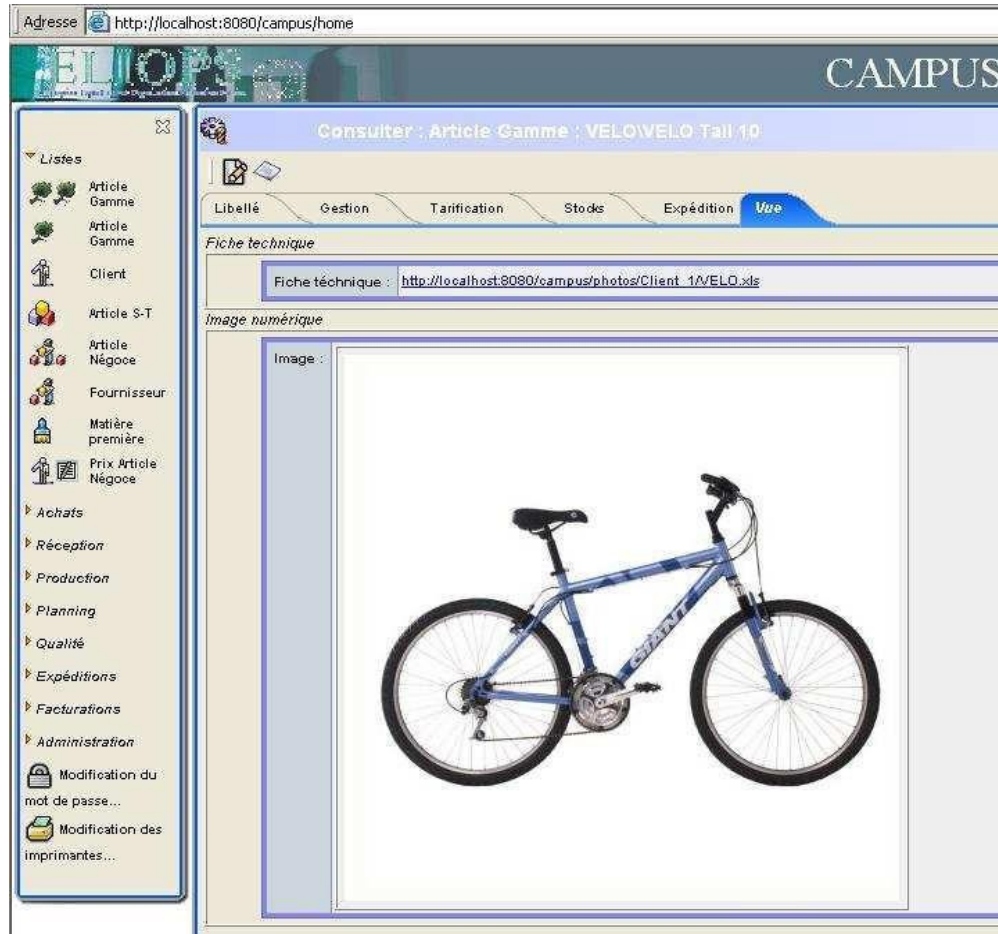 Adresse http://localhost:8080/campus/home
ELIOPS
CAMPUS
Listes
Article
Gamme
Article
Gamme
Client
Article S-T
Article
Négoce
Fournisseur
Matière
première
Prix Article
Négoce
Achats
Réception
Production
Planning
Qualité
Expéditions
Facturations
Administration
Modification du
mot de passe...
Modification des
imprimantes...
Consulter : Article Gamme : VELO\VELO Tail 10
Libellé Gestion Tarification Stocks Expédition Vue
Fiche technique
Fiche téchnique : http://localhost:8080/campus/photos/Client_1/VELO.xls
Image numérique
Image :
GIANT